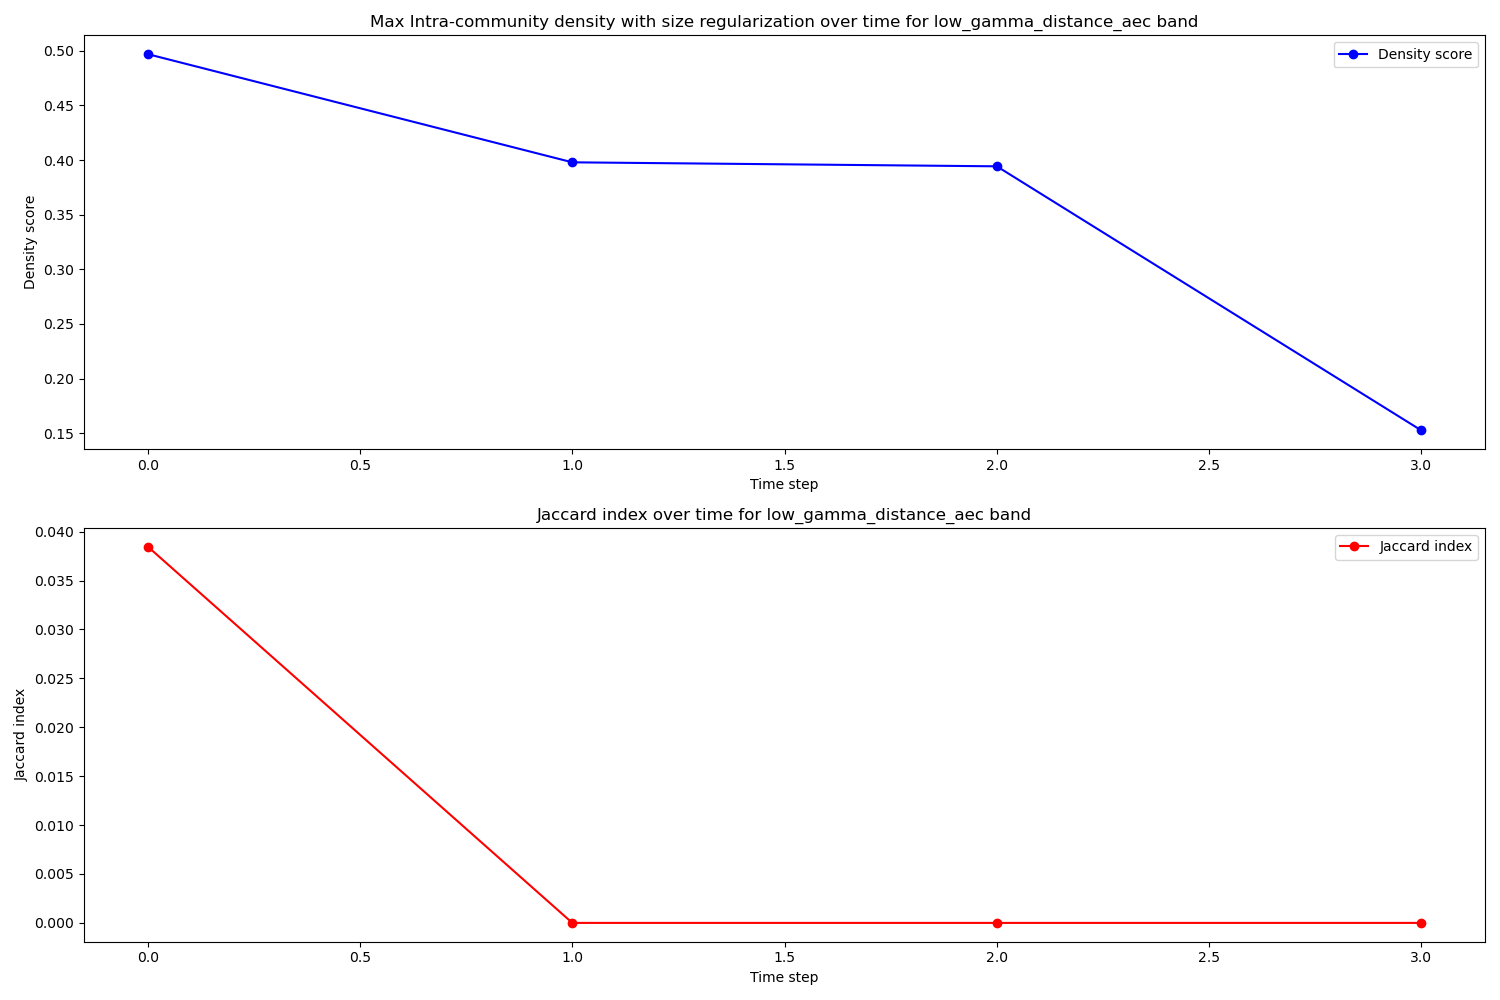 Max Intra-community density with size regularization over time for low_gamma_distance_aec band
Density score
0.50
0.45
0.40
0.35
0.30
0.25
0.20
0.15
Density score
0.0 0.5 1.0 1.5 2.0 2.5 3.0
Time step
Jaccard index over time for low_gamma_distance_aec band
Jaccard index
0.040
0.035
0.030
0.025
0.020
0.015
0.010
0.005
0.000
Jaccard index
0.0 0.5 1.0 1.5 2.0 2.5 3.0
Time step